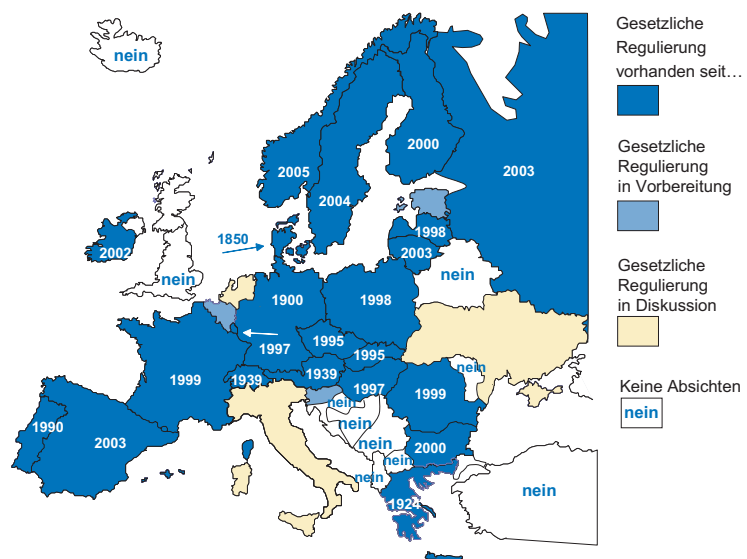 nein
2005
2000
2004
2003
1850
2002
1998
2003
nein
nein
1900
1998
1997
1995
1995
1999
1939
1939
1997
1999
nein
nein
nein
nein
1990
2003
2000
nein
nein
1924
nein
Gesetzliche
Regulierung
vorhanden seit…
Gesetzliche
Regulierung
in Vorbereitung
Gesetzliche
Regulierung
in Diskussion
Keine Absichten
nein